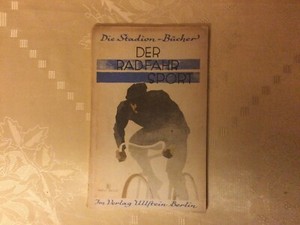 Die Stadion-Bücher
DER
RADFAHR
SPORT
Im Verlag Ullstein-Berlin